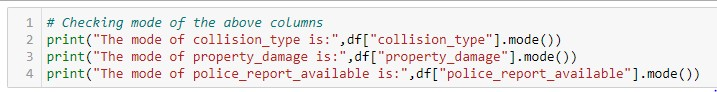 1 # Checking mode of the above columns
2 print("The mode of collision_type is:",df["collision_type"].mode())
3 print("The mode of property_damage is:",df["property_damage"].mode())
4 print("The mode of police_report_available is:",df["police_report_available"].mode())